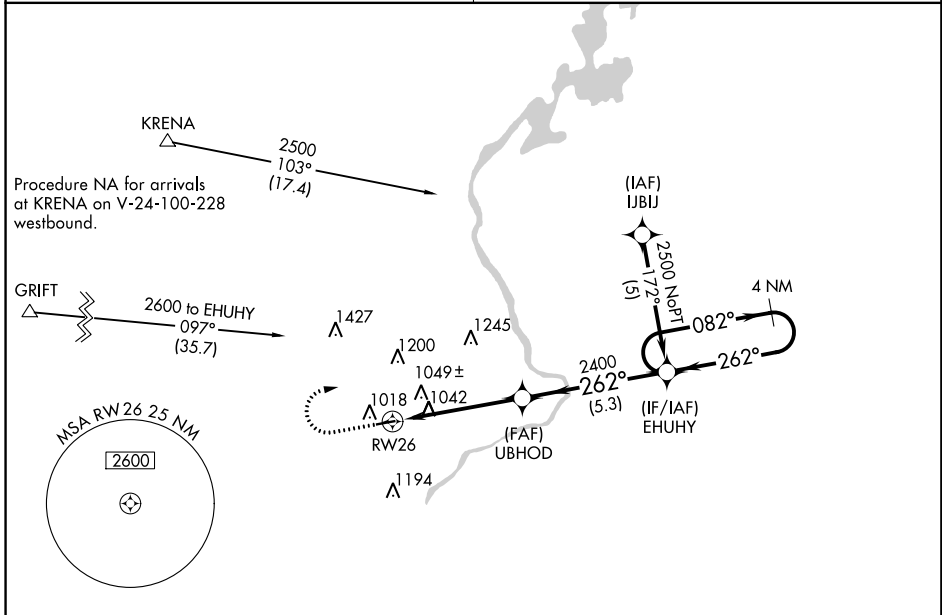 KRENA
2500
103°
(17.4)
Procedure NA for arrivals
at KRENA on V-24-100-228
westbound.
(IAF)
IJBIJ
2500 NoPT
172°
(5)
4 NM
082°
262°
GRIFT
2600 to EHUHY
097°
(35.7)
1427
1245
1200
1049±
1042
1018
2400
262°
(5.3)
(IF/IAF)
EHUHY
(FAF)
UBHOD
RW26
1194
MSA RW26 25 NM
2600